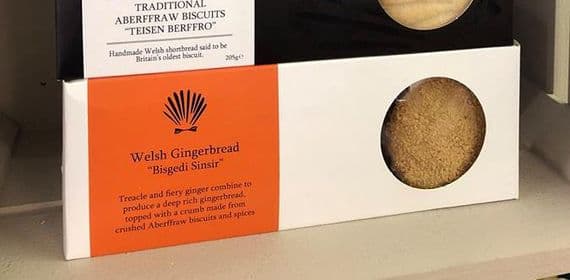 TRADITIONAL
ABERFFRAW BISCUITS
"TEISEN BERFFRO"
Handmade Welsh shortbread said to be
Britain's oldest biscuit.
205g℮
Welsh Gingerbread
"Bisgedi Sinsir"
Treacle and fiery ginger combine to
produce a deep rich gingerbread,
topped with a crumb made from
crushed Aberffraw biscuits and spices